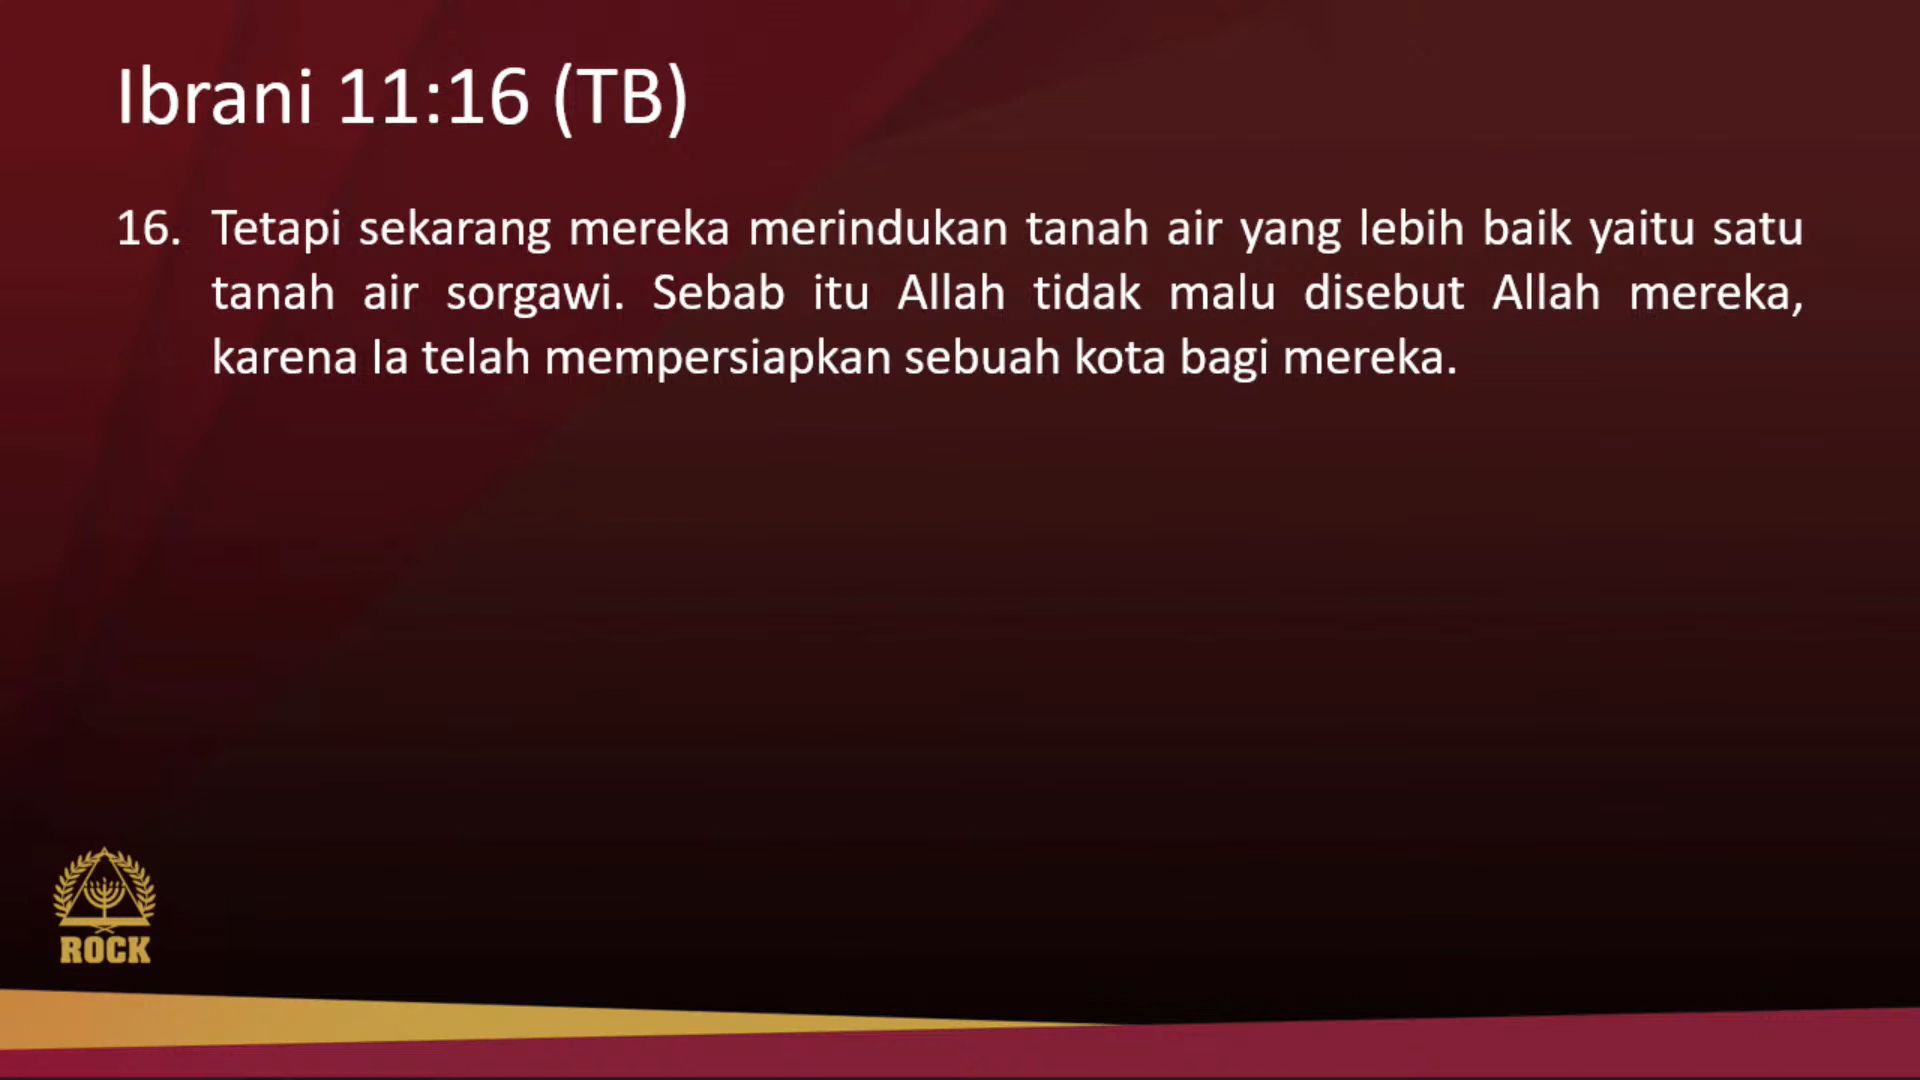 Ibrani 11:16 (TB)
16. Tetapi sekarang mereka merindukan tanah air yang lebih baik yaitu satu
tanah air sorgawi. Sebab itu Allah tidak malu disebut Allah mereka,
karena Ia telah mempersiapkan sebuah kota bagi mereka.
ROCK